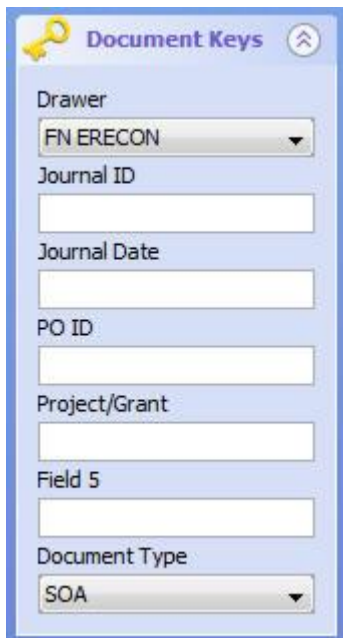 Document Keys
Drawer
FN ERECON
Journal ID
Journal Date
PO ID
Project/Grant
Field 5
Document Type
SOA